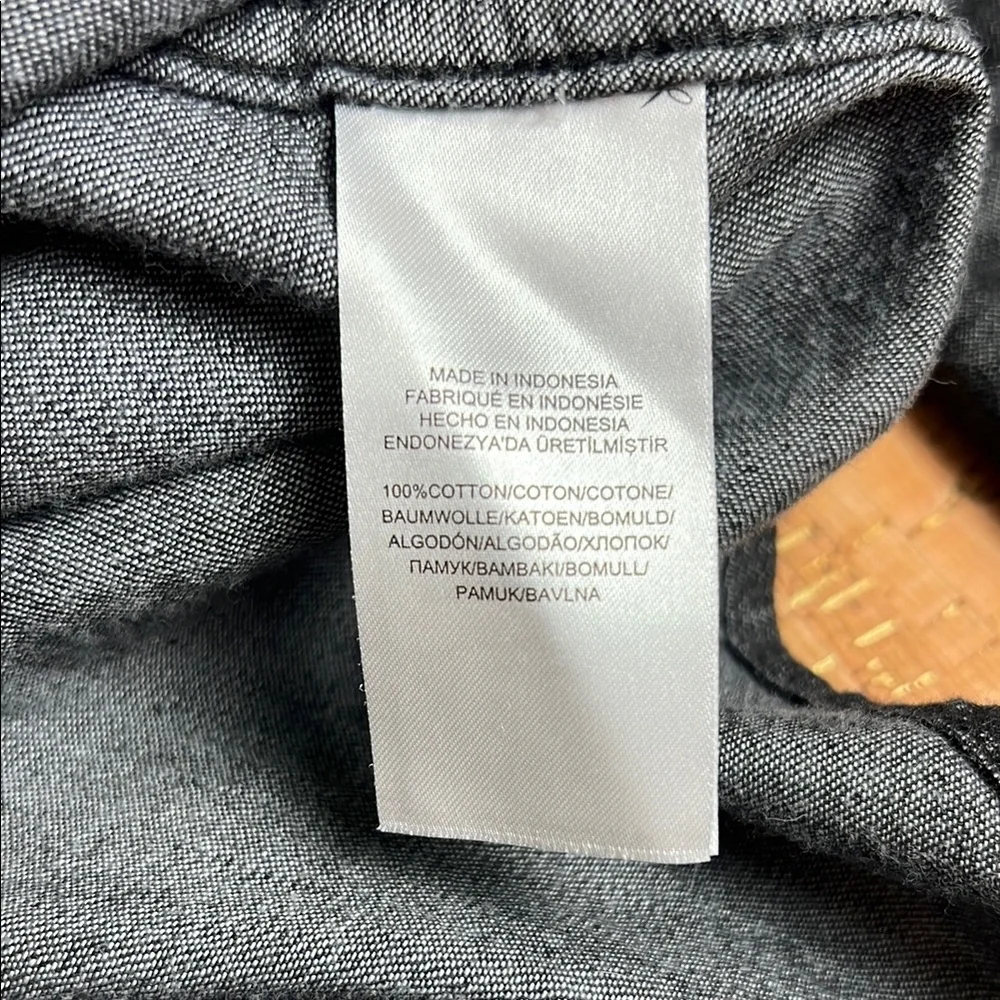 MADE IN INDONESIA
FABRIQUÉ EN INDONÉSIE
HECHO EN INDONESIA
ENDONEZYA'DA ÜRETİLMİŞTİR
100%COTTON/COTON/COTONE/
BAUMWOLLE/KATOEN/BOMULD/
ALGODÓN/ALGODÃO/ХЛОПОК/
ПАМУК/BAMBAKI/BOMULL/
PAMUK/BAVLNA